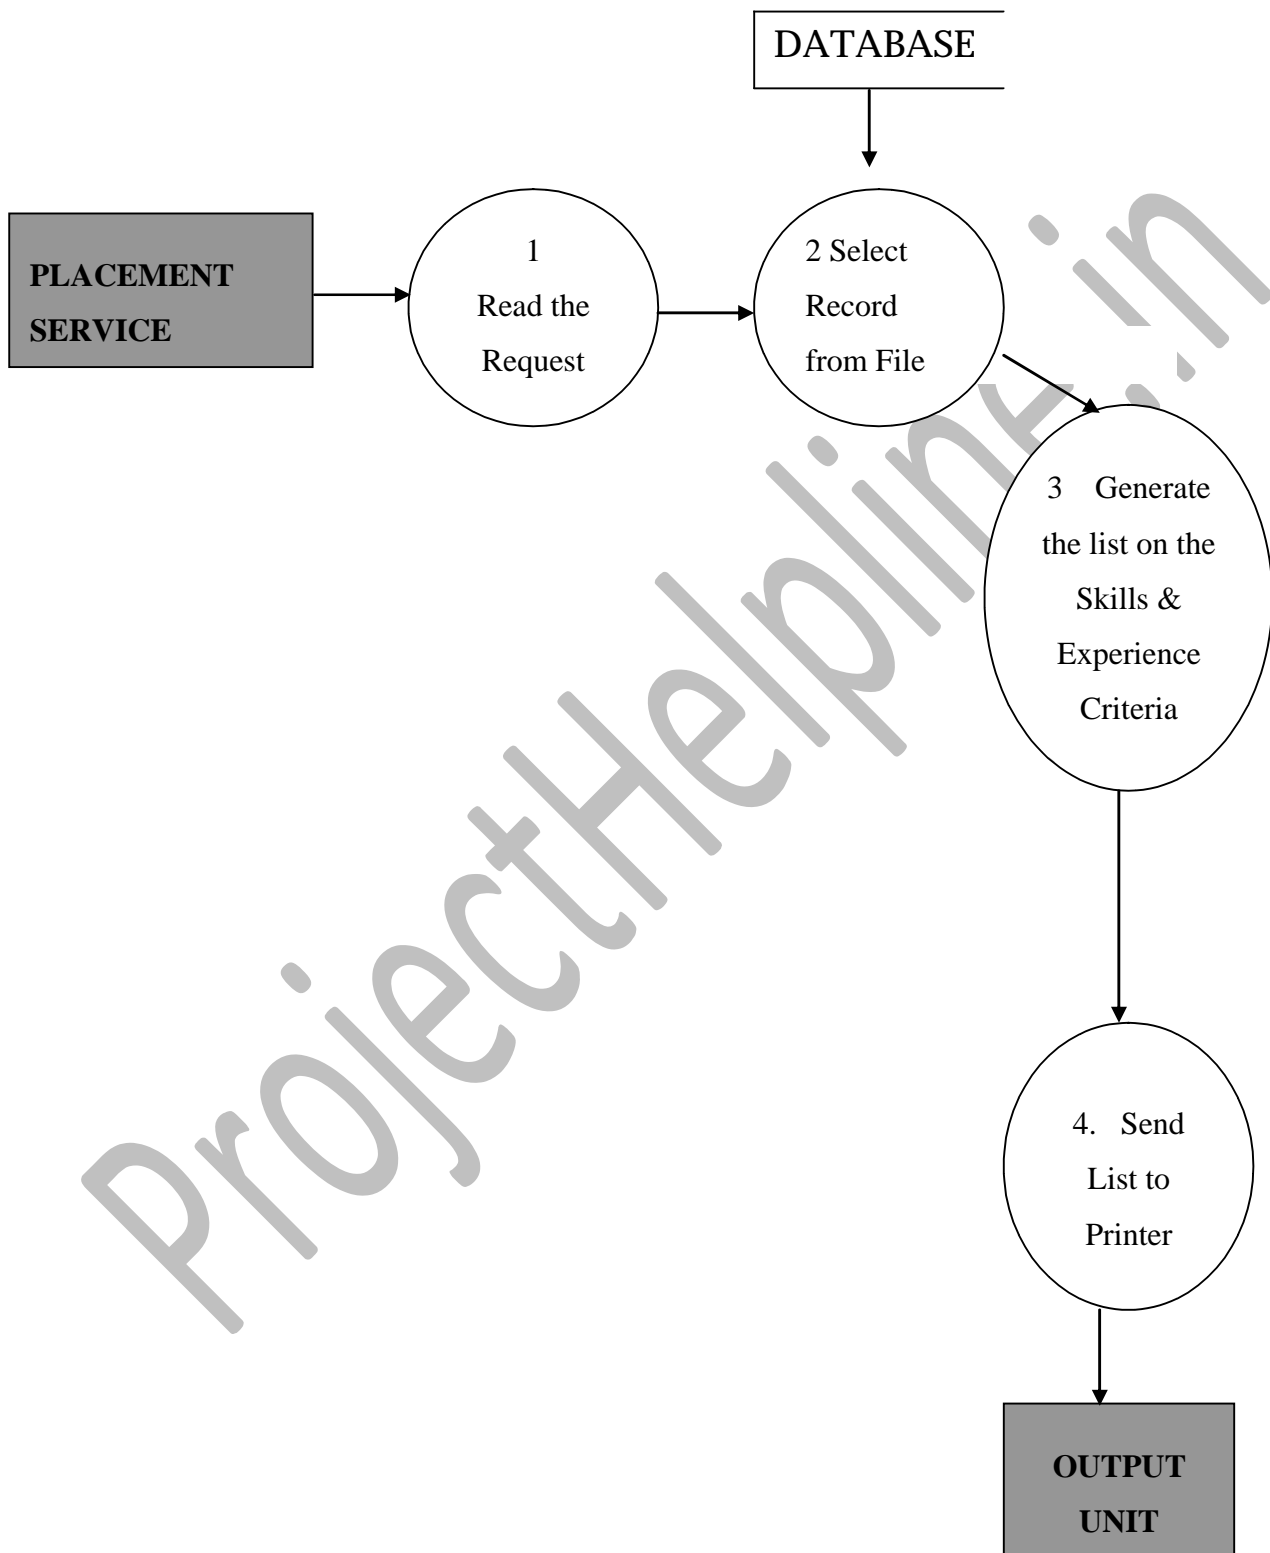 DATABASE
PLACEMENT
SERVICE
1
Read the
Request
2 Select
Record
from File
3 Generate
the list on the
Skills &
Experience
Criteria
4. Send
List to
Printer
OUTPUT
UNIT
ProjectHelpline.in